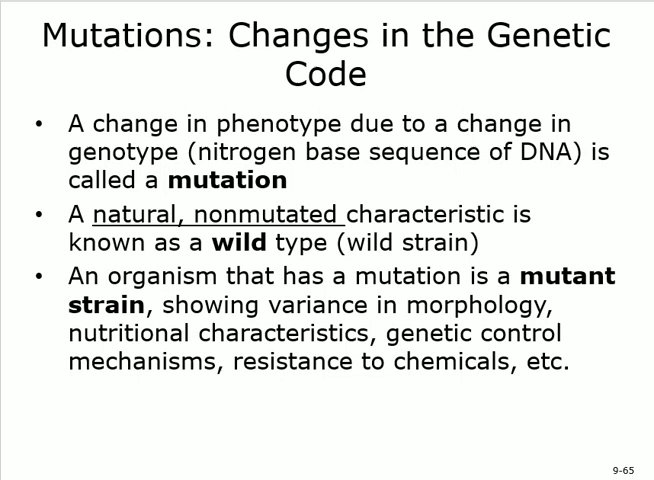 Mutations: Changes in the Genetic
Code
• A change in phenotype due to a change in
genotype (nitrogen base sequence of DNA) is
called a mutation
• A natural, nonmutated characteristic is
known as a wild type (wild strain)
• An organism that has a mutation is a mutant
strain, showing variance in morphology,
nutritional characteristics, genetic control
mechanisms, resistance to chemicals, etc.
9-65